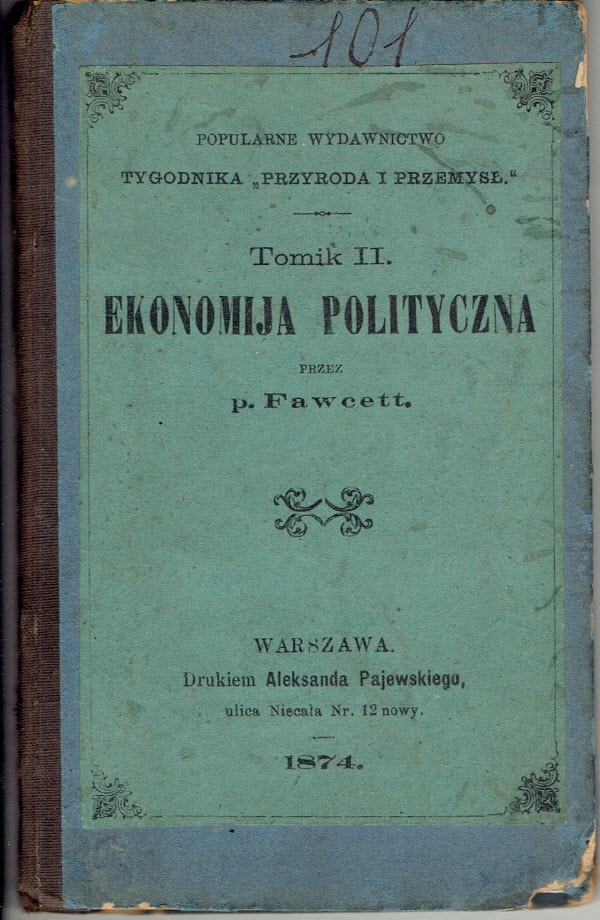 101
POPULARNE WYDAWNICTWO
TYGODNIKA „PRZYRODA I PRZEMYSŁ.“
Tomik II.
EKONOMIJA POLITYCZNA
PRZEZ
p. Fawcett.
WARSZAWA.
Drukiem Aleksanda Pajewskiego,
ulica Niecała Nr. 12 nowy.
1874.